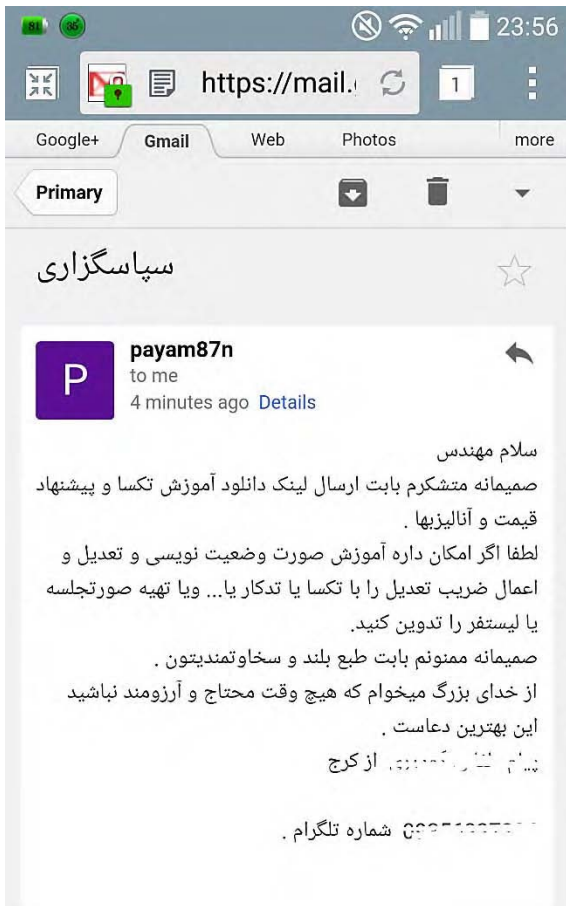 81 35 23:56
https://mail. 1
Google+ Gmail Web Photos more
Primary
سپاسگزاری
P payam87n
to me
4 minutes ago Details
سلام مهندس
صمیمانه متشکرم بابت ارسال لینک دانلود آموزش تکسا و پیشنهاد
قیمت و آنالیزبها .
لطفا اگر امکان داره آموزش صورت وضعیت نویسی و تعدیل و
اعمال ضریب تعدیل را با تکسا یا تدکار یا... ویا تهیه صورتجلسه
یا لیستفر را تدوین کنید.
صمیمانه ممنونم بابت طبع بلند و سخاوتمندیتون .
از خدای بزرگ میخوام که هیچ وقت محتاج و آرزومند نباشید
این بهترین دعاست .
پیام از کرج
شماره تلگرام .